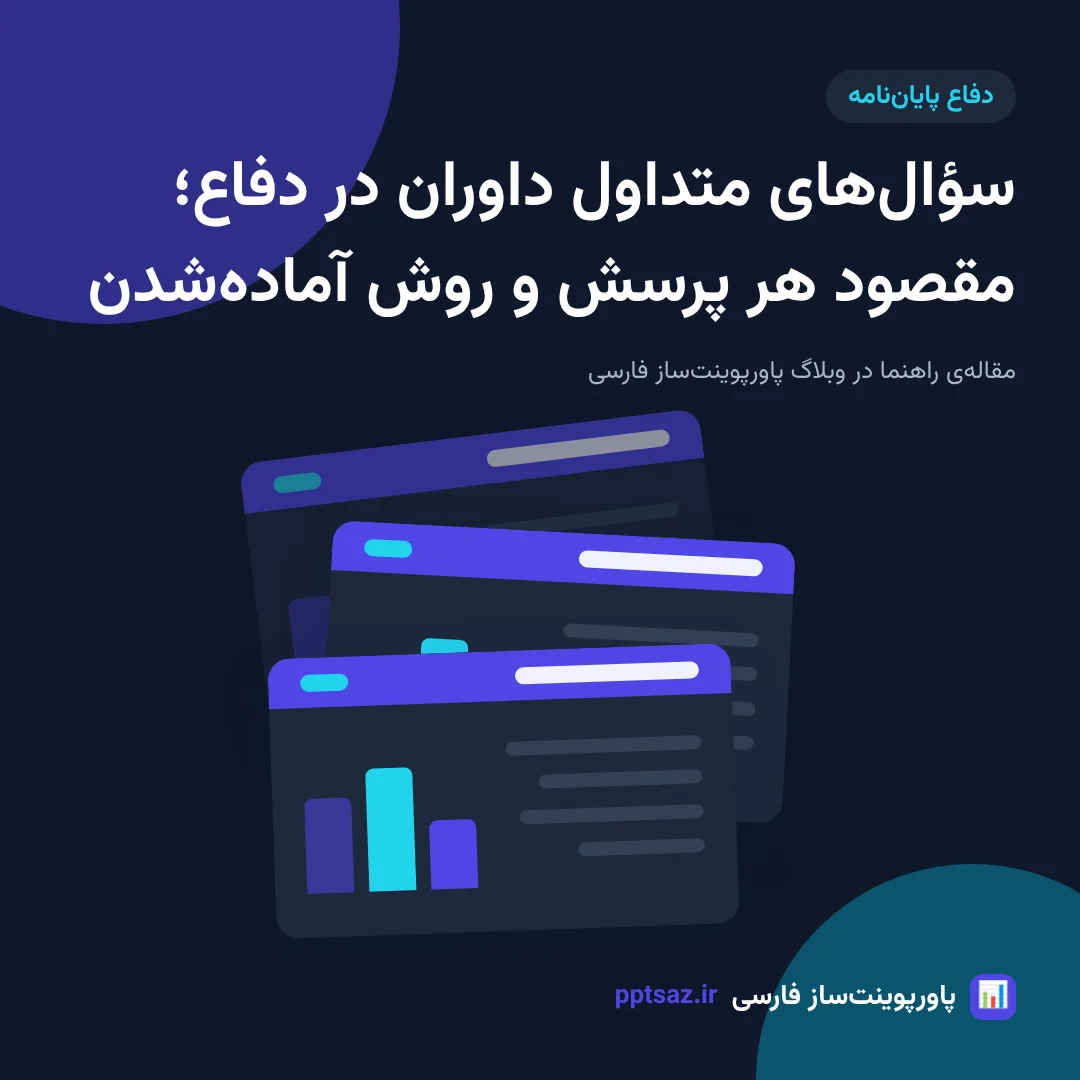 دفاع پایان‌نامه
سؤال‌های متداول داوران در دفاع؛
مقصود هر پرسش و روش آماده‌شدن
مقاله‌ی راهنما در وبلاگ پاورپوینت‌ساز فارسی
پاورپوینت‌ساز فارسی pptsaz.ir